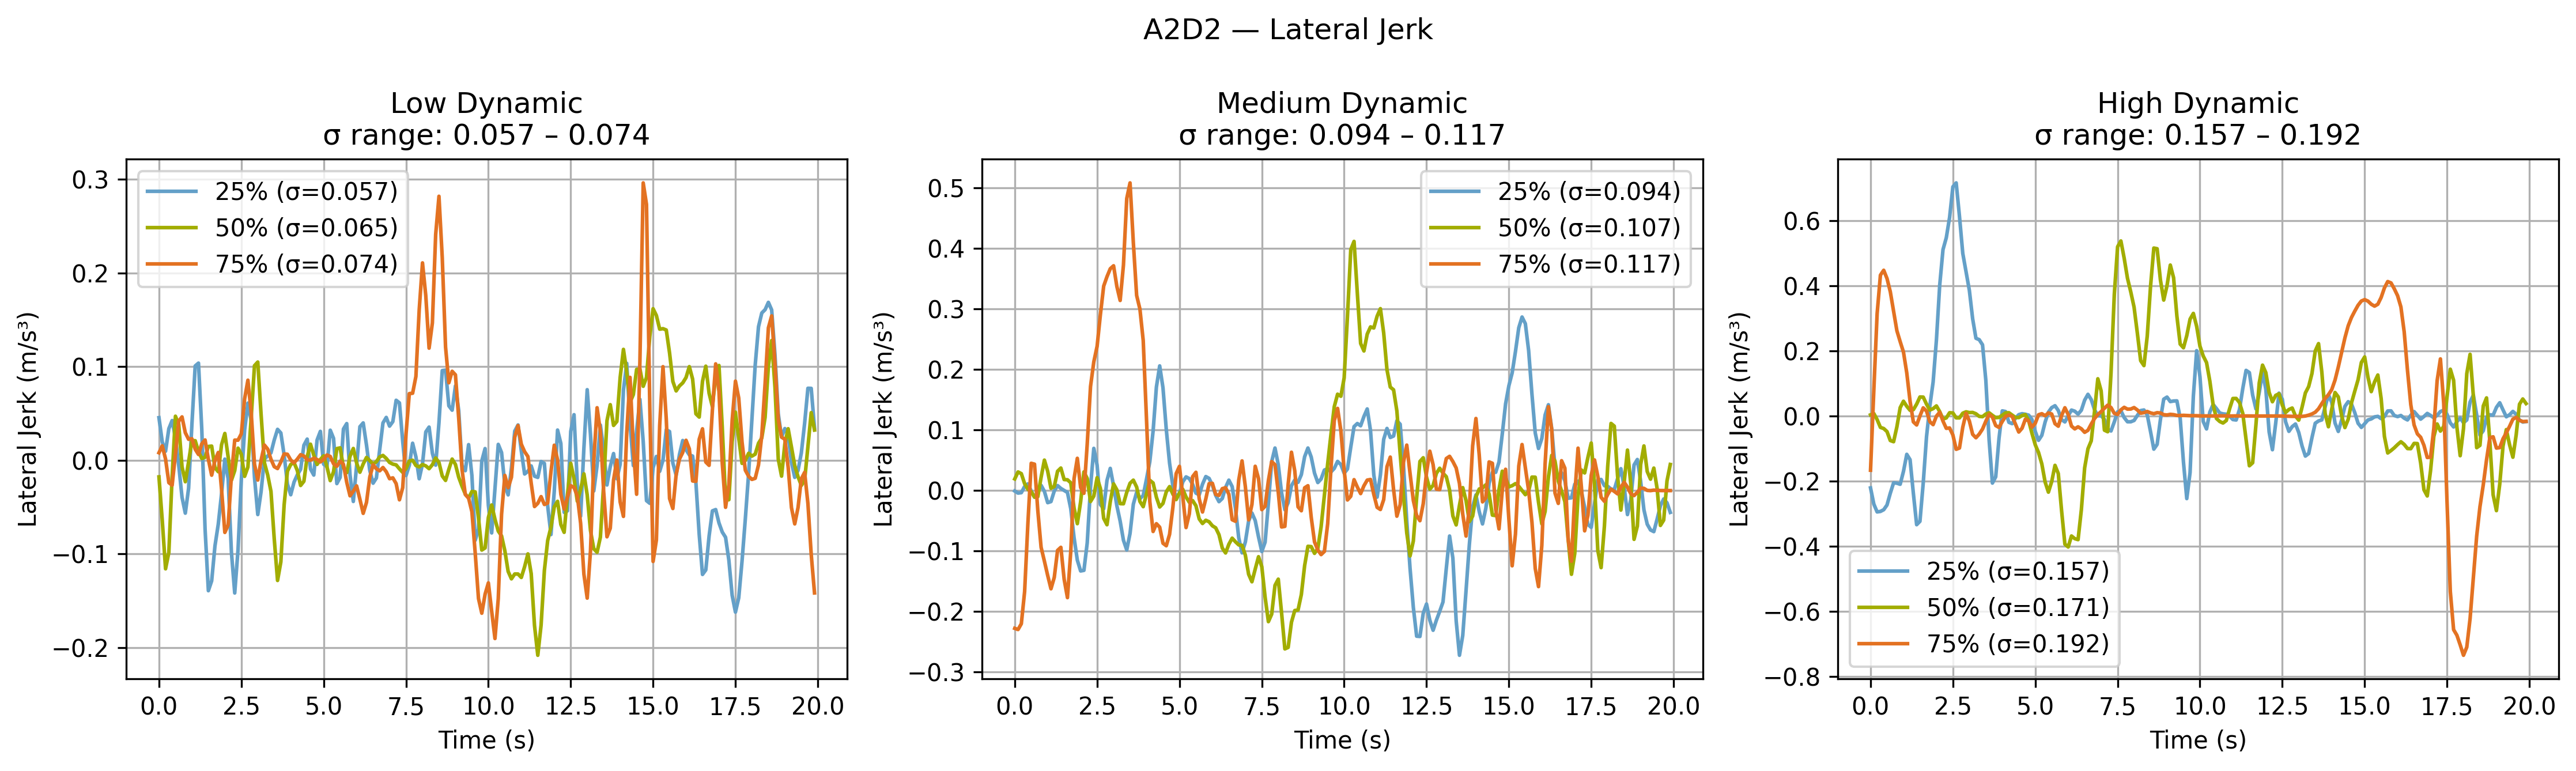 A2D2 — Lateral Jerk
Low Dynamic
σ range: 0.057 – 0.074
Lateral Jerk (m/s³)
0.3
0.2
0.1
0.0
−0.1
−0.2
25% (σ=0.057)
50% (σ=0.065)
75% (σ=0.074)
0.0 2.5 5.0 7.5 10.0 12.5 15.0 17.5 20.0
Time (s)
Medium Dynamic
σ range: 0.094 – 0.117
Lateral Jerk (m/s³)
0.5
0.4
0.3
0.2
0.1
0.0
−0.1
−0.2
−0.3
25% (σ=0.094)
50% (σ=0.107)
75% (σ=0.117)
0.0 2.5 5.0 7.5 10.0 12.5 15.0 17.5 20.0
Time (s)
High Dynamic
σ range: 0.157 – 0.192
Lateral Jerk (m/s³)
0.6
0.4
0.2
0.0
−0.2
−0.4
−0.6
−0.8
25% (σ=0.157)
50% (σ=0.171)
75% (σ=0.192)
0.0 2.5 5.0 7.5 10.0 12.5 15.0 17.5 20.0
Time (s)